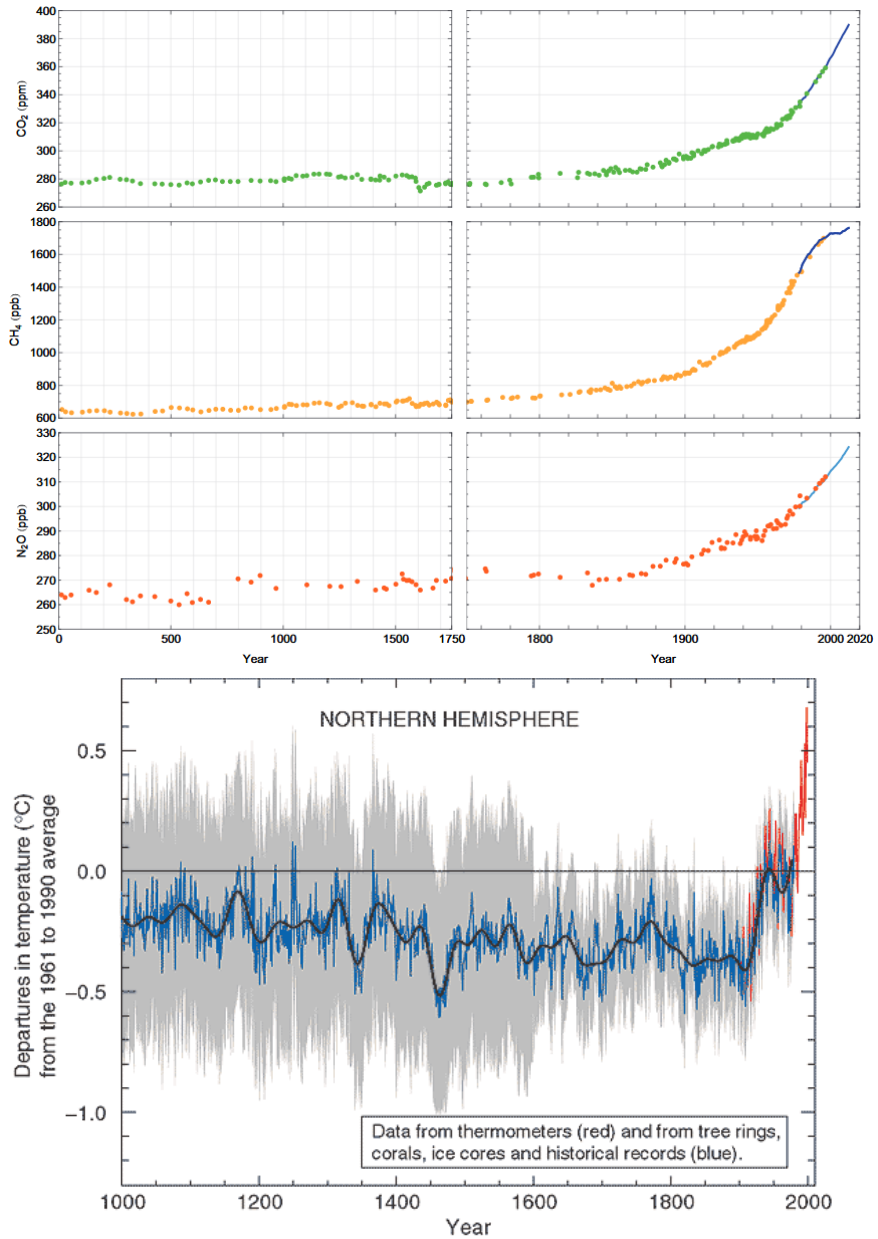 400
380
360
340
320
300
280
260
CO₂ (ppm)
1800
1600
1400
1200
1000
800
600
CH₄ (ppb)
330
320
310
300
290
280
270
260
250
N₂O (ppb)
0 500 1000 1500 1750 1800 1900 2000 2020
Year Year
NORTHERN HEMISPHERE
0.5
0.0
−0.5
−1.0
Departures in temperature (°C)
from the 1961 to 1990 average
Data from thermometers (red) and from tree rings,
corals, ice cores and historical records (blue).
1000 1200 1400 1600 1800 2000
Year